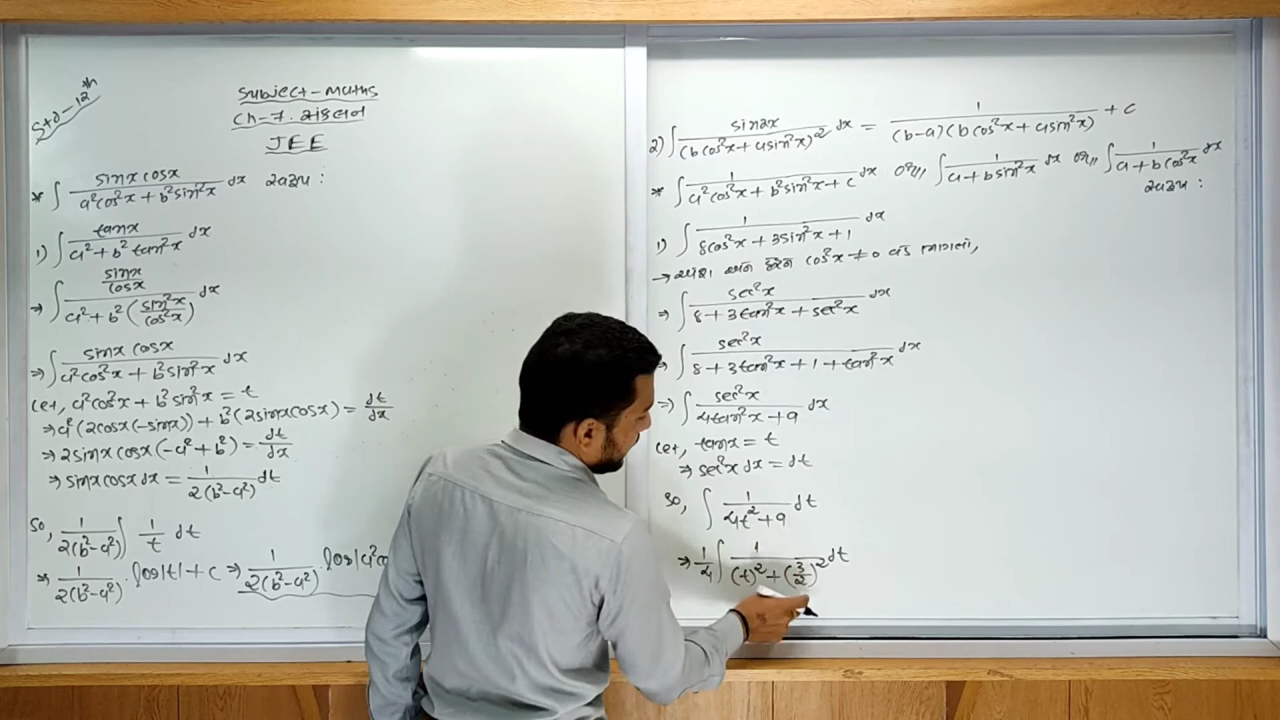 Std - 12th
Subject - Maths
Ch-7. સંકલન
JEE
* ∫ sinx cosx / (a²cos²x + b²sin²x) dx સ્વરૂપ :
1) ∫ tanx / (a² + b² tan²x) dx
⇒ ∫ (sinx/cosx) / (a² + b² (sin²x/cos²x)) dx
⇒ ∫ sinx cosx / (a²cos²x + b²sin²x) dx
Let, a²cos²x + b²sin²x = t
⇒ a²(2cosx(-sinx)) + b²(2sinxcosx) = dt/dx
⇒ 2sinx cosx (-a² + b²) = dt/dx
⇒ sinx cosx dx = 1/(2(b²-a²)) dt
So, 1/(2(b²-a²)) ∫ 1/t dt
⇒ 1/(2(b²-a²)) . log|t| + c ⇒ 1/(2(b²-a²)) . log|a²co
2) ∫ sin2x / (b cos²x + a sin²x)² dx = 1 / ((b-a)(b cos²x + a sin²x)) + c
* ∫ 1 / (a²cos²x + b²sin²x + c) dx અથવા ∫ 1 / (a + b sin²x) dx અથવા ∫ 1 / (a + b cos²x) dx
સ્વરૂપ :
1) ∫ 1 / (8cos²x + 3sin²x + 1) dx
→ અંશ અને છેદને cos²x ≠ 0 વડે ભાગતાં,
⇒ ∫ sec²x / (8 + 3tan²x + sec²x) dx
⇒ ∫ sec²x / (8 + 3tan²x + 1 + tan²x) dx
⇒ ∫ sec²x / (4tan²x + 9) dx
Let, tanx = t
⇒ sec²x dx = dt
So, ∫ 1 / (4t² + 9) dt
⇒ 1/4 ∫ 1 / ((t)² + (3/2)²) dt